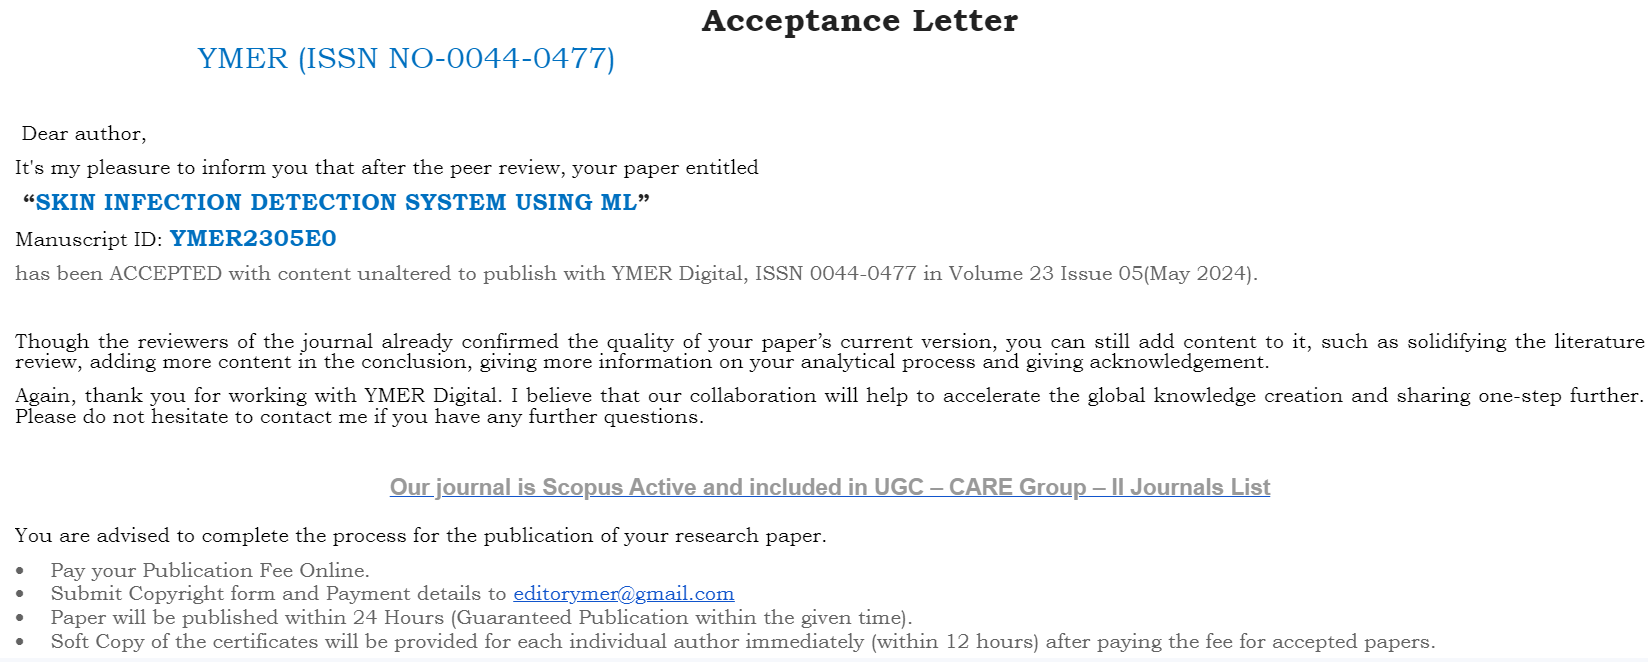 Acceptance Letter
YMER (ISSN NO-0044-0477)
Dear author,
It's my pleasure to inform you that after the peer review, your paper entitled
“SKIN INFECTION DETECTION SYSTEM USING ML”
Manuscript ID: YMER2305E0
has been ACCEPTED with content unaltered to publish with YMER Digital, ISSN 0044-0477 in Volume 23 Issue 05(May 2024).
Though the reviewers of the journal already confirmed the quality of your paper’s current version, you can still add content to it, such as solidifying the literature
review, adding more content in the conclusion, giving more information on your analytical process and giving acknowledgement.
Again, thank you for working with YMER Digital. I believe that our collaboration will help to accelerate the global knowledge creation and sharing one-step further.
Please do not hesitate to contact me if you have any further questions.
Our journal is Scopus Active and included in UGC – CARE Group – II Journals List
You are advised to complete the process for the publication of your research paper.
• Pay your Publication Fee Online.
• Submit Copyright form and Payment details to editorymer@gmail.com
• Paper will be published within 24 Hours (Guaranteed Publication within the given time).
• Soft Copy of the certificates will be provided for each individual author immediately (within 12 hours) after paying the fee for accepted papers.